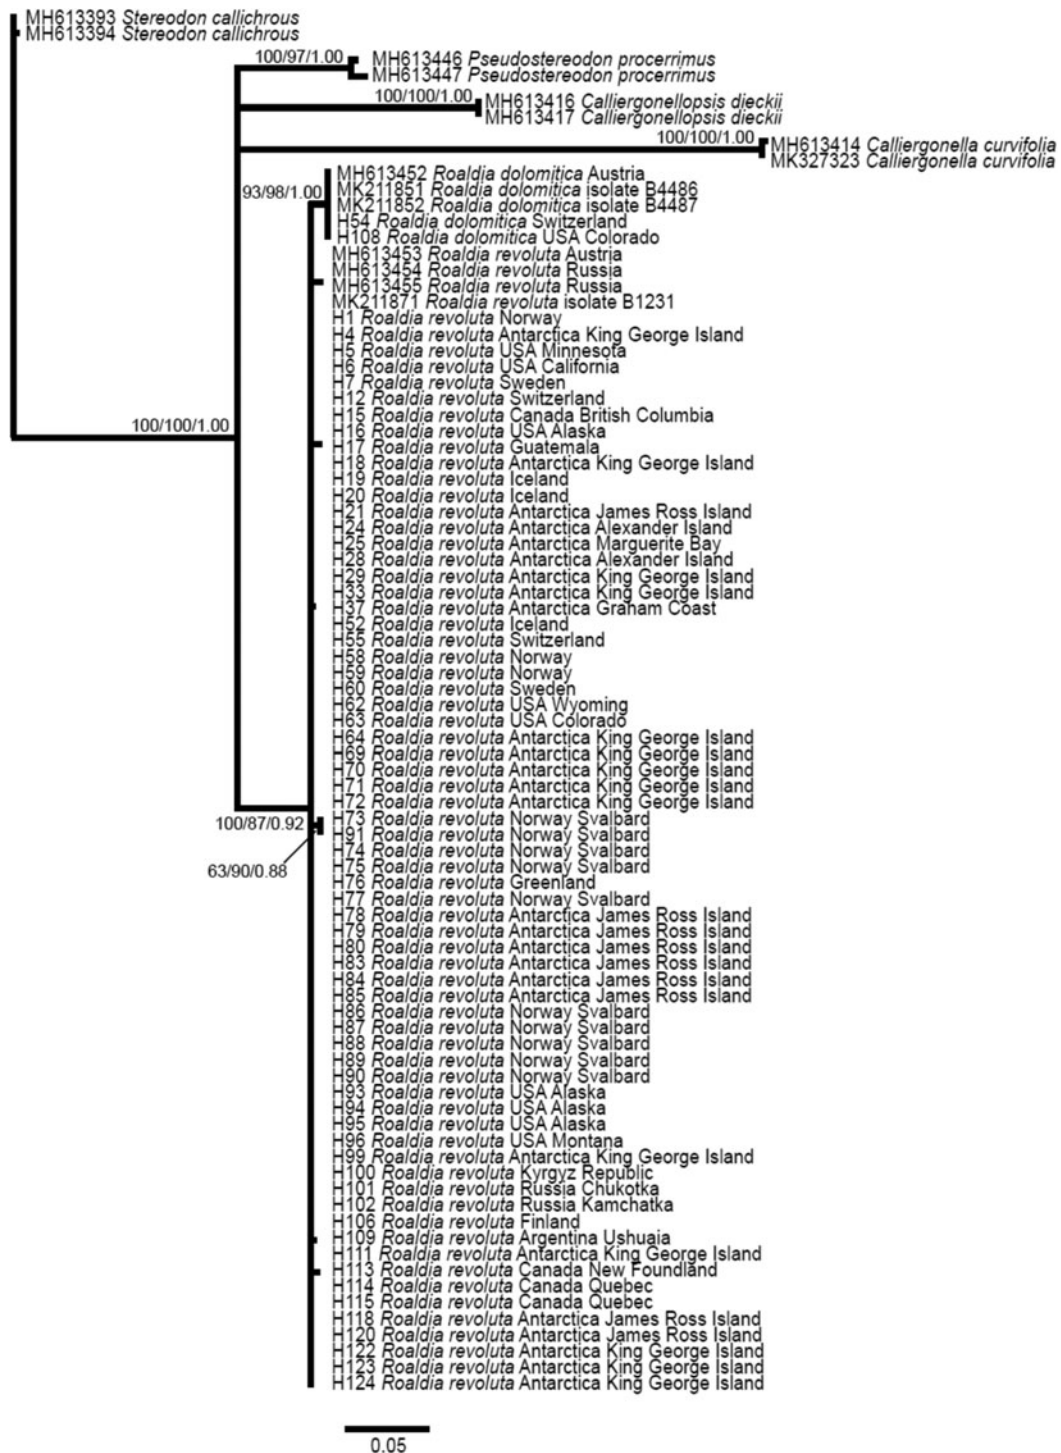 MH613393 Stereodon callichrous
MH613394 Stereodon callichrous
100/97/1.00
MH613446 Pseudostereodon procerrimus
MH613447 Pseudostereodon procerrimus
100/100/1.00
MH613416 Calliergonellopsis dieckii
MH613417 Calliergonellopsis dieckii
100/100/1.00
MH613414 Calliergonella curvifolia
MK327323 Calliergonella curvifolia
93/98/1.00
MH613452 Roaldia dolomitica Austria
MK211851 Roaldia dolomitica isolate B4486
MK211852 Roaldia dolomitica isolate B4487
H54 Roaldia dolomitica Switzerland
H108 Roaldia dolomitica USA Colorado
MH613453 Roaldia revoluta Austria
MH613454 Roaldia revoluta Russia
MH613455 Roaldia revoluta Russia
MK211871 Roaldia revoluta isolate B1231
H1 Roaldia revoluta Norway
H4 Roaldia revoluta Antarctica King George Island
H5 Roaldia revoluta USA Minnesota
H6 Roaldia revoluta USA California
H7 Roaldia revoluta Sweden
H12 Roaldia revoluta Switzerland
H15 Roaldia revoluta Canada British Columbia
100/100/1.00
H16 Roaldia revoluta USA Alaska
H17 Roaldia revoluta Guatemala
H18 Roaldia revoluta Antarctica King George Island
H19 Roaldia revoluta Iceland
H20 Roaldia revoluta Iceland
H21 Roaldia revoluta Antarctica James Ross Island
H24 Roaldia revoluta Antarctica Alexander Island
H25 Roaldia revoluta Antarctica Marguerite Bay
H28 Roaldia revoluta Antarctica Alexander Island
H29 Roaldia revoluta Antarctica King George Island
H33 Roaldia revoluta Antarctica King George Island
H37 Roaldia revoluta Antarctica Graham Coast
H52 Roaldia revoluta Iceland
H55 Roaldia revoluta Switzerland
H58 Roaldia revoluta Norway
H59 Roaldia revoluta Norway
H60 Roaldia revoluta Sweden
H62 Roaldia revoluta USA Wyoming
H63 Roaldia revoluta USA Colorado
H64 Roaldia revoluta Antarctica King George Island
H69 Roaldia revoluta Antarctica King George Island
H70 Roaldia revoluta Antarctica King George Island
H71 Roaldia revoluta Antarctica King George Island
H72 Roaldia revoluta Antarctica King George Island
100/87/0.92
H73 Roaldia revoluta Norway Svalbard
H91 Roaldia revoluta Norway Svalbard
H74 Roaldia revoluta Norway Svalbard
H75 Roaldia revoluta Norway Svalbard
63/90/0.88
H76 Roaldia revoluta Greenland
H77 Roaldia revoluta Norway Svalbard
H78 Roaldia revoluta Antarctica James Ross Island
H79 Roaldia revoluta Antarctica James Ross Island
H80 Roaldia revoluta Antarctica James Ross Island
H83 Roaldia revoluta Antarctica James Ross Island
H84 Roaldia revoluta Antarctica James Ross Island
H85 Roaldia revoluta Antarctica James Ross Island
H86 Roaldia revoluta Norway Svalbard
H87 Roaldia revoluta Norway Svalbard
H88 Roaldia revoluta Norway Svalbard
H89 Roaldia revoluta Norway Svalbard
H90 Roaldia revoluta Norway Svalbard
H93 Roaldia revoluta USA Alaska
H94 Roaldia revoluta USA Alaska
H95 Roaldia revoluta USA Alaska
H96 Roaldia revoluta USA Montana
H99 Roaldia revoluta Antarctica King George Island
H100 Roaldia revoluta Kyrgyz Republic
H101 Roaldia revoluta Russia Chukotka
H102 Roaldia revoluta Russia Kamchatka
H106 Roaldia revoluta Finland
H109 Roaldia revoluta Argentina Ushuaia
H111 Roaldia revoluta Antarctica King George Island
H113 Roaldia revoluta Canada New Foundland
H114 Roaldia revoluta Canada Quebec
H115 Roaldia revoluta Canada Quebec
H118 Roaldia revoluta Antarctica James Ross Island
H120 Roaldia revoluta Antarctica James Ross Island
H122 Roaldia revoluta Antarctica King George Island
H123 Roaldia revoluta Antarctica King George Island
H124 Roaldia revoluta Antarctica King George Island
0.05